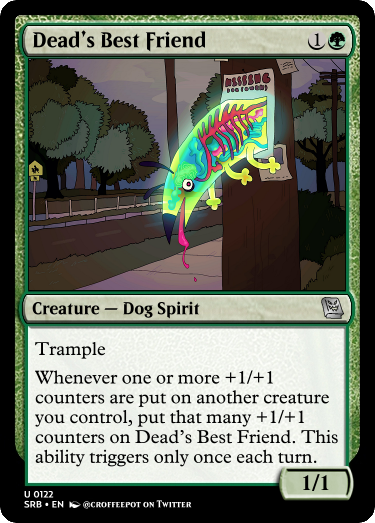 Dead's Best Friend 1
MISSING
Creature — Dog Spirit
Trample
Whenever one or more +1/+1
counters are put on another creature
you control, put that many +1/+1
counters on Dead's Best Friend. This
ability triggers only once each turn.
1/1
U 0122
SRB • EN @CROFFEEPOT ON TWITTER